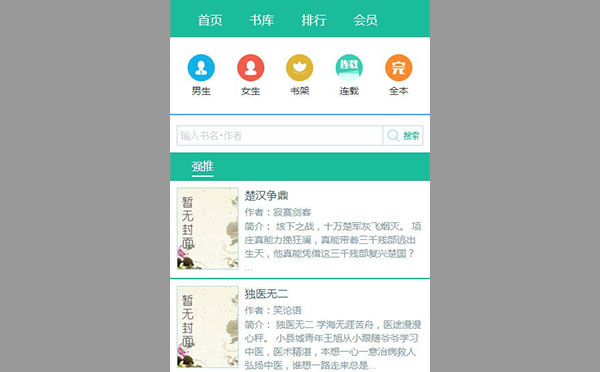 首页 书库 排行 会员
连载 完
男生 女生 书架 连载 全本
输入书名•作者 搜索
强推
暂无封面
楚汉争鼎
作者：寂寞剑客
简介： 垓下之战，十万楚军灰飞烟灭。 项
庄真能力挽狂澜，真能带着三千残部逃出
生天，他真能凭借这三千残部复兴楚国？
...
暂无封面
独医无二
作者：笑论语
简介： 独医无二 学海无涯苦舟，医途漫漫
心秤。 小县城青年王旭从小跟随爷爷学习
中医，医术精湛，本想一心一意治病救人
弘扬中医，谁想一路走来总是...